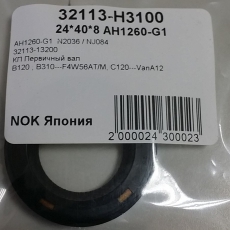 32113-H3100
24*40*8 AH1260-G1
AH1260-G1 N2036 / NJ084
32113-13200
КП Первичный вал
B120 , B310---F4W56AT/M, C120---VanA12
NOK Япония
2 000024 300023